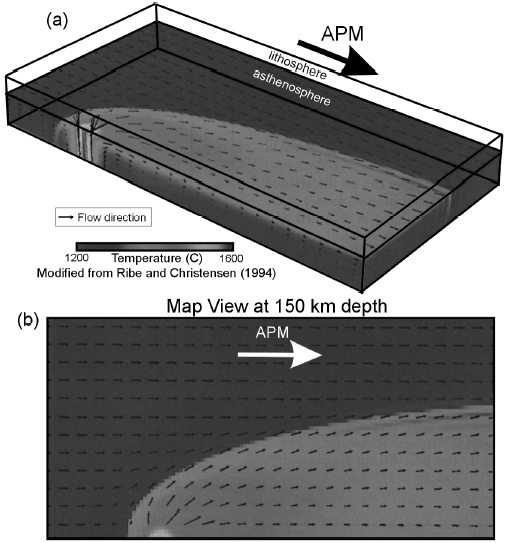 (a)
APM
lithosphere
asthenosphere
Flow direction
1200 Temperature (C) 1600
Modified from Ribe and Christensen (1994)
Map View at 150 km depth
(b)
APM